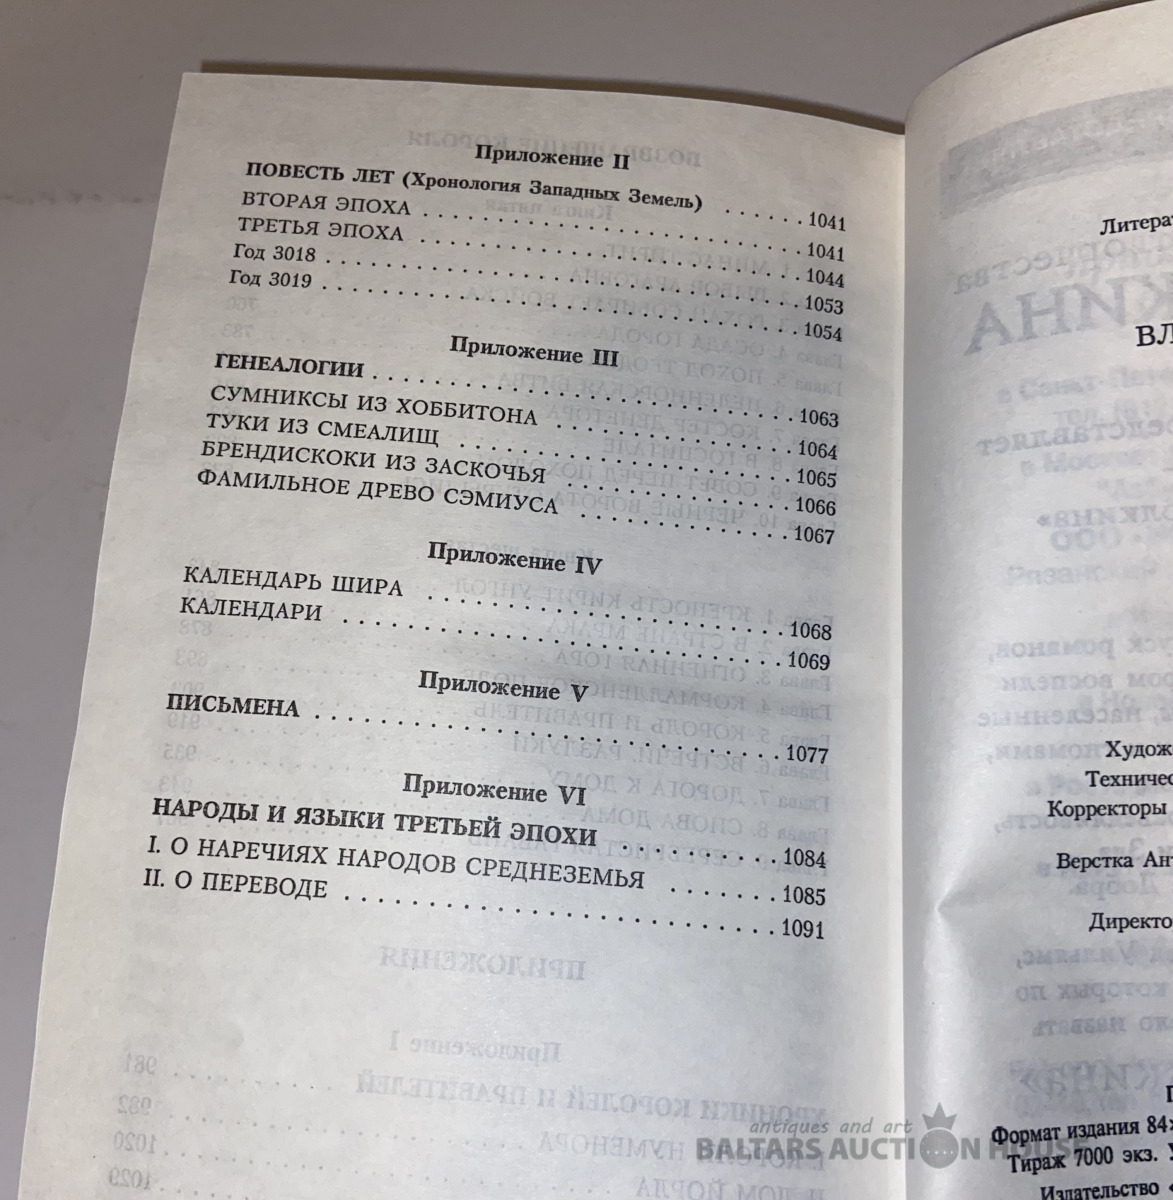 Приложение II
ПОВЕСТЬ ЛЕТ (Хронология Западных Земель) . . . . . . 1041
ВТОРАЯ ЭПОХА . . . . . . . . . . . . . . . . . . . . . . . . . . 1041
ТРЕТЬЯ ЭПОХА . . . . . . . . . . . . . . . . . . . . . . . . . . 1044
Год 3018 . . . . . . . . . . . . . . . . . . . . . . . . . . . . . . 1053
Год 3019 . . . . . . . . . . . . . . . . . . . . . . . . . . . . . . 1054
Приложение III
ГЕНЕАЛОГИИ . . . . . . . . . . . . . . . . . . . . . . . . . . . 1063
СУМНИКСЫ ИЗ ХОББИТОНА . . . . . . . . . . . . . . . . 1064
ТУКИ ИЗ СМЕАЛИЩ . . . . . . . . . . . . . . . . . . . . . . 1065
БРЕНДИСКОКИ ИЗ ЗАСКОЧЬЯ . . . . . . . . . . . . . . . 1066
ФАМИЛЬНОЕ ДРЕВО СЭМИУСА . . . . . . . . . . . . . . 1067
Приложение IV
КАЛЕНДАРЬ ШИРА . . . . . . . . . . . . . . . . . . . . . . . 1068
КАЛЕНДАРИ . . . . . . . . . . . . . . . . . . . . . . . . . . . . 1069
Приложение V
ПИСЬМЕНА . . . . . . . . . . . . . . . . . . . . . . . . . . . . . 1077
Приложение VI
НАРОДЫ И ЯЗЫКИ ТРЕТЬЕЙ ЭПОХИ . . . . . . . . . . 1084
I. О НАРЕЧИЯХ НАРОДОВ СРЕДНЕЗЕМЬЯ . . . . . . . 1085
II. О ПЕРЕВОДЕ . . . . . . . . . . . . . . . . . . . . . . . . . . . 1091
Литерат
ВЛ
Худож
Техничес
Корректоры
Верстка Ант
Директо
Формат издания 84×
Тираж 7000 экз. У
Издательство «
antiques and art
BALTARS AUCTION HOUSE